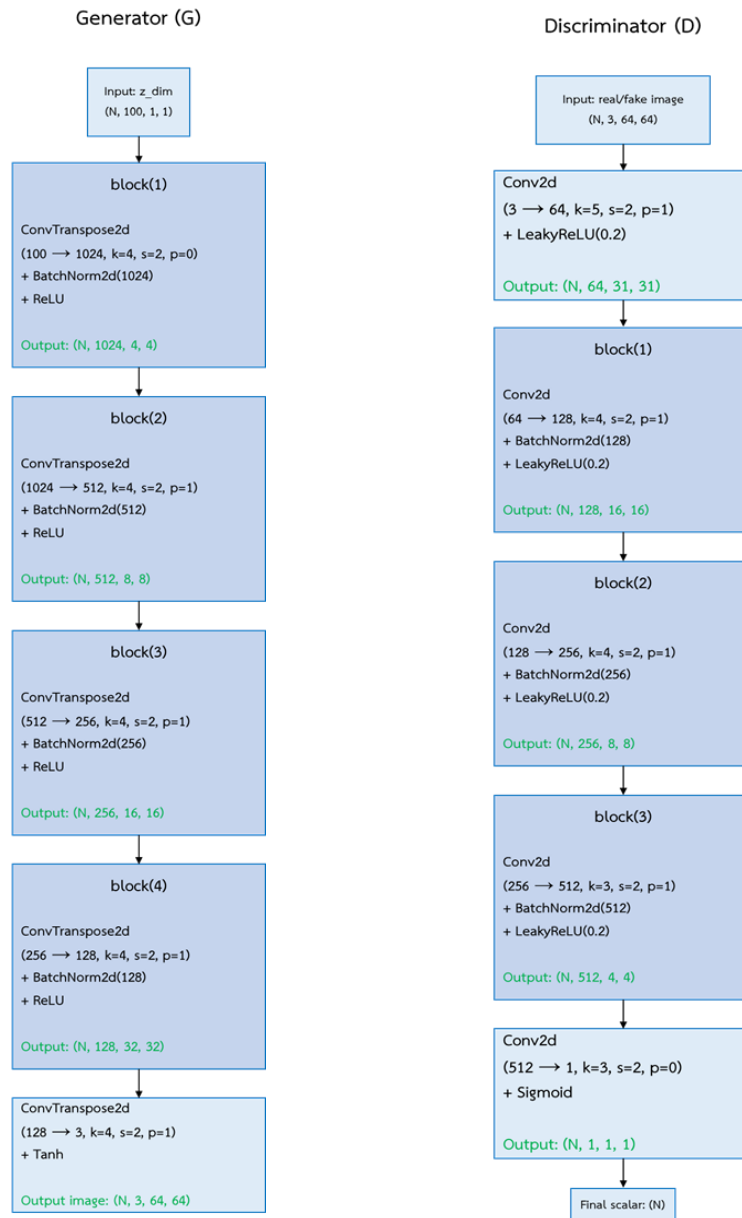 Generator (G)
Input: z_dim
(N, 100, 1, 1)
block(1)
ConvTranspose2d
(100 → 1024, k=4, s=2, p=0)
+ BatchNorm2d(1024)
+ ReLU
Output: (N, 1024, 4, 4)
block(2)
ConvTranspose2d
(1024 → 512, k=4, s=2, p=1)
+ BatchNorm2d(512)
+ ReLU
Output: (N, 512, 8, 8)
block(3)
ConvTranspose2d
(512 → 256, k=4, s=2, p=1)
+ BatchNorm2d(256)
+ ReLU
Output: (N, 256, 16, 16)
block(4)
ConvTranspose2d
(256 → 128, k=4, s=2, p=1)
+ BatchNorm2d(128)
+ ReLU
Output: (N, 128, 32, 32)
ConvTranspose2d
(128 → 3, k=4, s=2, p=1)
+ Tanh
Output image: (N, 3, 64, 64)
Discriminator (D)
Input: real/fake image
(N, 3, 64, 64)
Conv2d
(3 → 64, k=5, s=2, p=1)
+ LeakyReLU(0.2)
Output: (N, 64, 31, 31)
block(1)
Conv2d
(64 → 128, k=4, s=2, p=1)
+ BatchNorm2d(128)
+ LeakyReLU(0.2)
Output: (N, 128, 16, 16)
block(2)
Conv2d
(128 → 256, k=4, s=2, p=1)
+ BatchNorm2d(256)
+ LeakyReLU(0.2)
Output: (N, 256, 8, 8)
block(3)
Conv2d
(256 → 512, k=3, s=2, p=1)
+ BatchNorm2d(512)
+ LeakyReLU(0.2)
Output: (N, 512, 4, 4)
Conv2d
(512 → 1, k=3, s=2, p=0)
+ Sigmoid
Output: (N, 1, 1, 1)
Final scalar: (N)